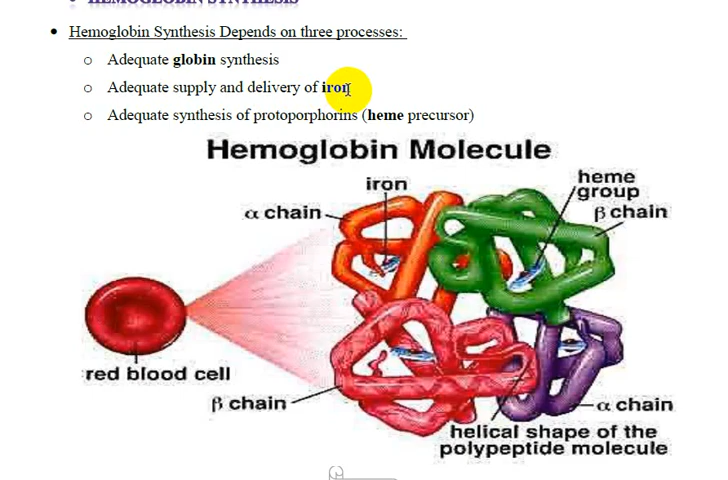 HEMOGLOBIN SYNTHESIS
• Hemoglobin Synthesis Depends on three processes:
o Adequate globin synthesis
o Adequate supply and delivery of iron
o Adequate synthesis of protoporphorins (heme precursor)
Hemoglobin Molecule
iron
heme
group
α chain
β chain
red blood cell
β chain
α chain
helical shape of the
polypeptide molecule